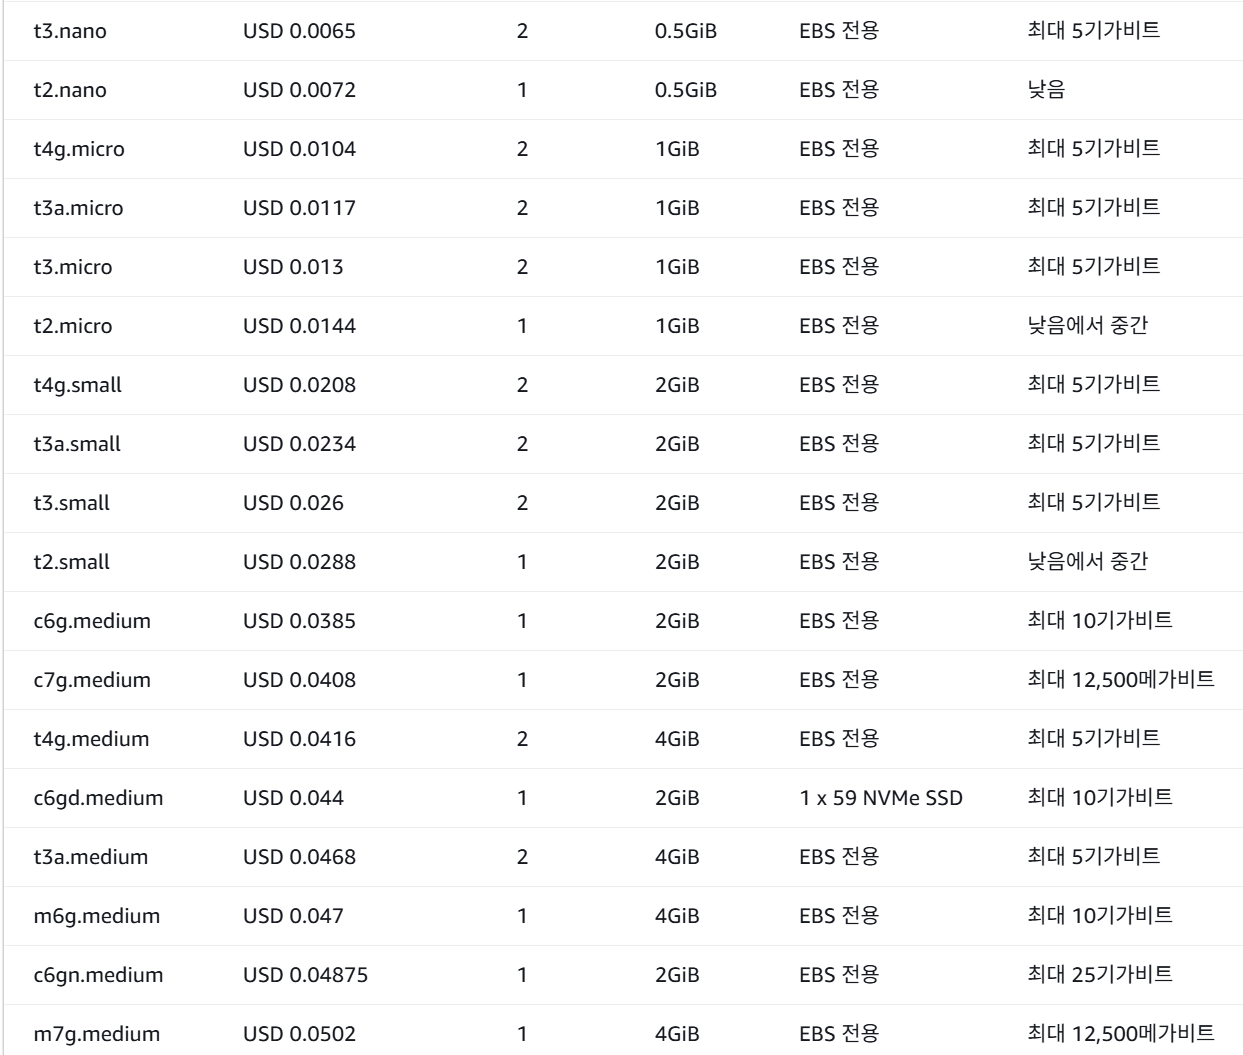 t3.nano USD 0.0065 2 0.5GiB EBS 전용 최대 5기가비트
t2.nano USD 0.0072 1 0.5GiB EBS 전용 낮음
t4g.micro USD 0.0104 2 1GiB EBS 전용 최대 5기가비트
t3a.micro USD 0.0117 2 1GiB EBS 전용 최대 5기가비트
t3.micro USD 0.013 2 1GiB EBS 전용 최대 5기가비트
t2.micro USD 0.0144 1 1GiB EBS 전용 낮음에서 중간
t4g.small USD 0.0208 2 2GiB EBS 전용 최대 5기가비트
t3a.small USD 0.0234 2 2GiB EBS 전용 최대 5기가비트
t3.small USD 0.026 2 2GiB EBS 전용 최대 5기가비트
t2.small USD 0.0288 1 2GiB EBS 전용 낮음에서 중간
c6g.medium USD 0.0385 1 2GiB EBS 전용 최대 10기가비트
c7g.medium USD 0.0408 1 2GiB EBS 전용 최대 12,500메가비트
t4g.medium USD 0.0416 2 4GiB EBS 전용 최대 5기가비트
c6gd.medium USD 0.044 1 2GiB 1 x 59 NVMe SSD 최대 10기가비트
t3a.medium USD 0.0468 2 4GiB EBS 전용 최대 5기가비트
m6g.medium USD 0.047 1 4GiB EBS 전용 최대 10기가비트
c6gn.medium USD 0.04875 1 2GiB EBS 전용 최대 25기가비트
m7g.medium USD 0.0502 1 4GiB EBS 전용 최대 12,500메가비트